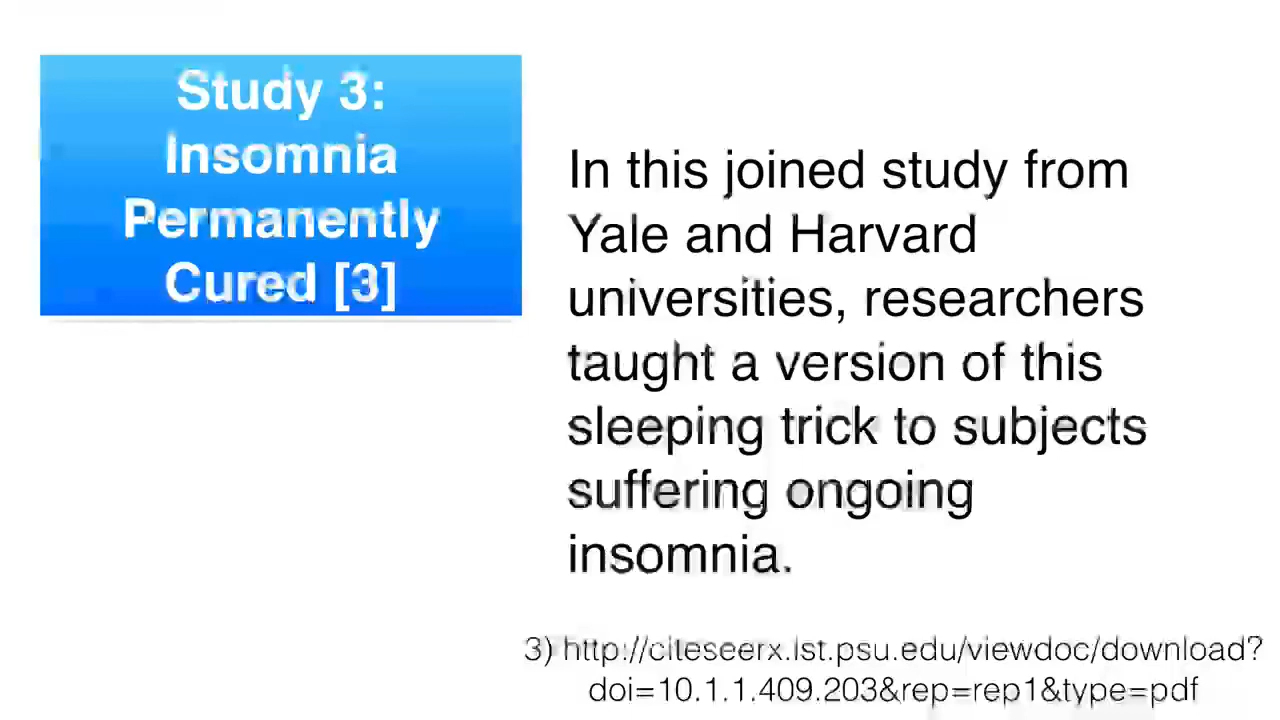 Study 3:
Insomnia
Permanently
Cured [3]
In this joined study from
Yale and Harvard
universities, researchers
taught a version of this
sleeping trick to subjects
suffering ongoing
insomnia.
3) http://citeseerx.ist.psu.edu/viewdoc/download?
doi=10.1.1.409.203&rep=rep1&type=pdf